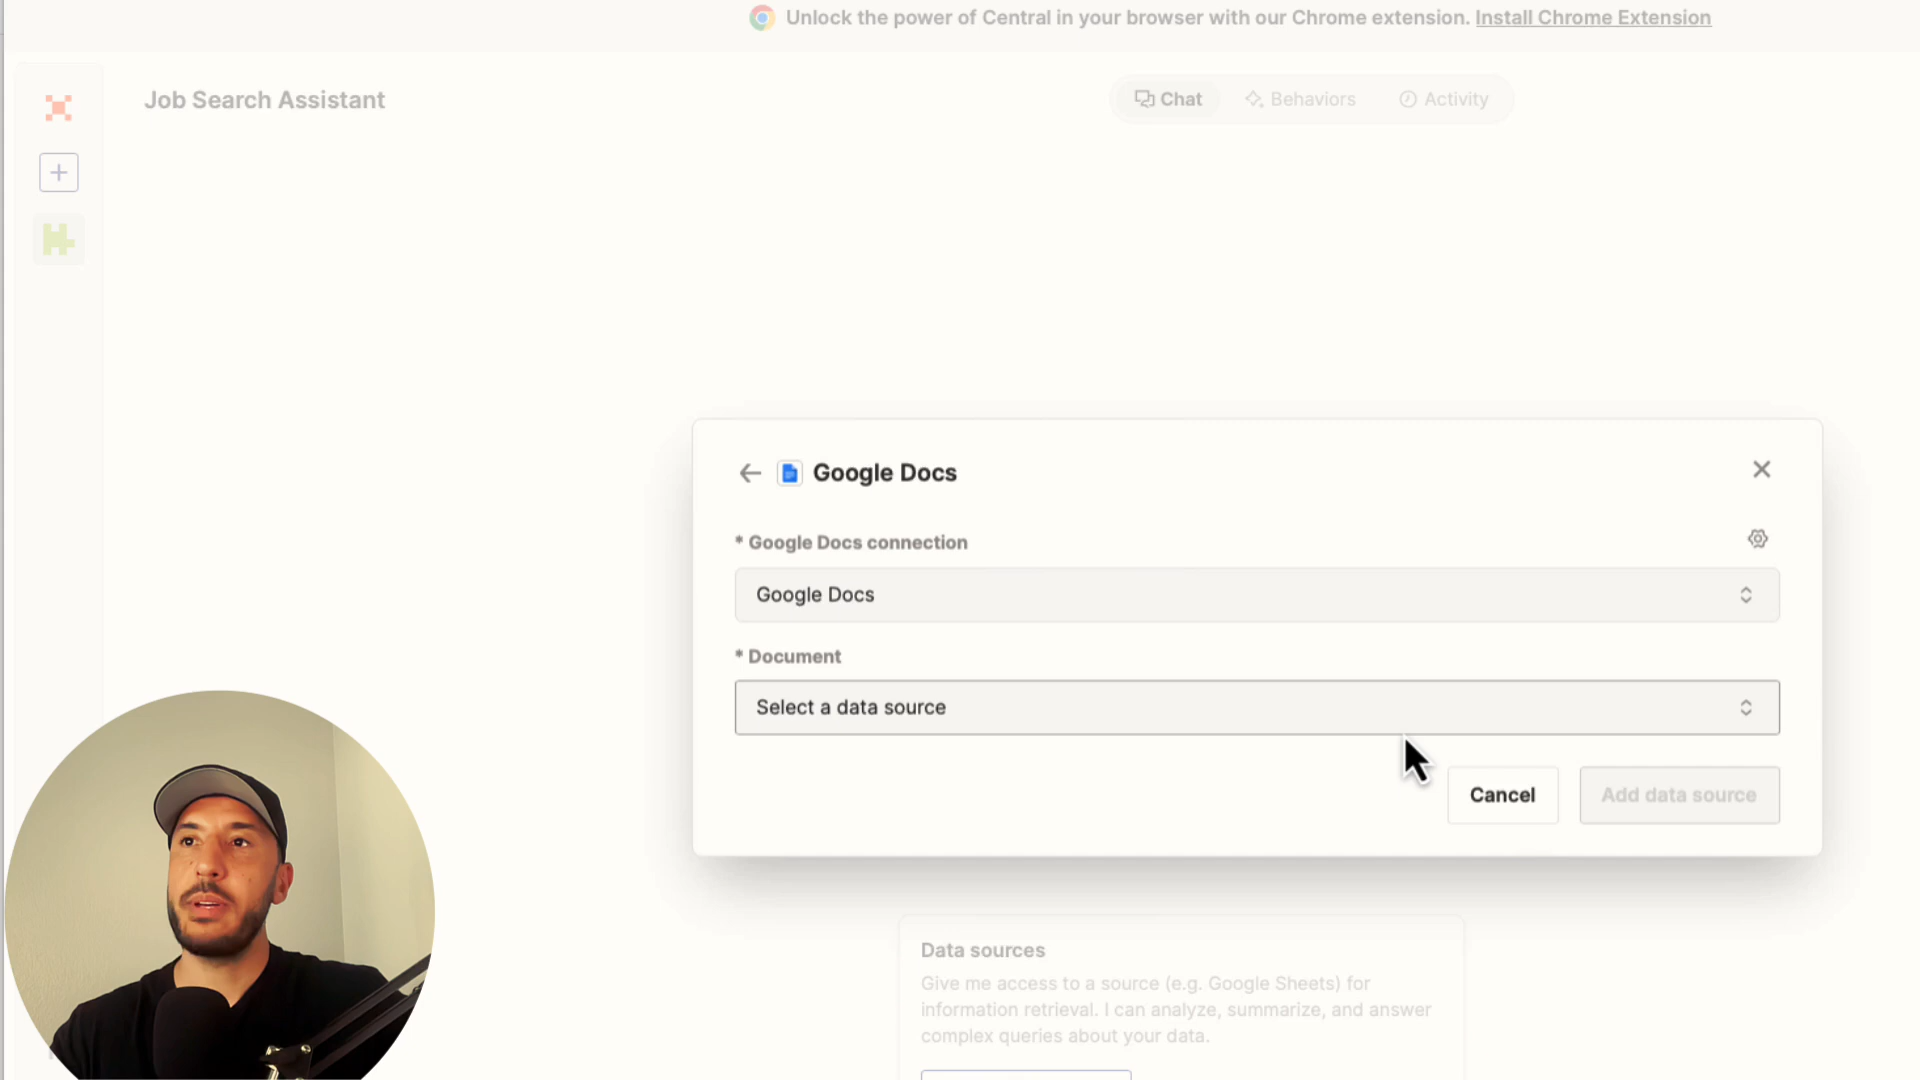 Unlock the power of Central in your browser with our Chrome extension. Install Chrome Extension
Job Search Assistant
Chat
Behaviors
Activity
Google Docs
* Google Docs connection
Google Docs
* Document
Select a data source
Cancel
Add data source
Data sources
Give me access to a source (e.g. Google Sheets) for
information retrieval. I can analyze, summarize, and answer
complex queries about your data.